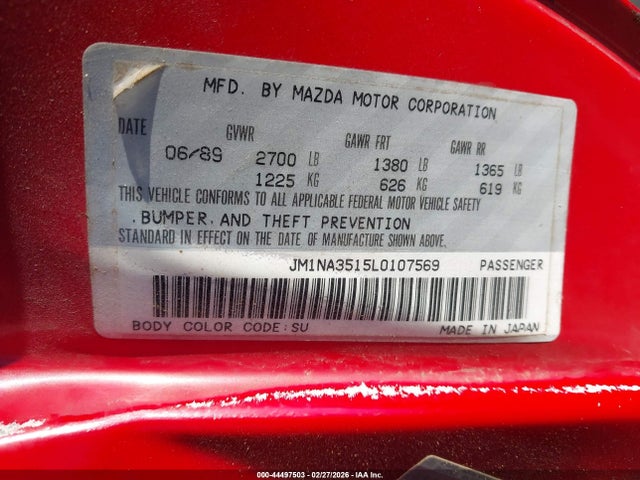 MFD. BY MAZDA MOTOR CORPORATION
DATE GVWR GAWR FRT GAWR RR
06/89 2700 LB 1380 LB 1365 LB
1225 KG 626 KG 619 KG
THIS VEHICLE CONFORMS TO ALL APPLICABLE FEDERAL MOTOR VEHICLE SAFETY
, BUMPER, AND THEFT PREVENTION
STANDARD IN EFFECT ON THE DATE OF MANUFACTURE SHOWN ABOVE.
JM1NA3515L0107569 PASSENGER
BODY COLOR CODE: SU MADE IN JAPAN
000-44497503 - 02/27/2026 - IAA Inc.